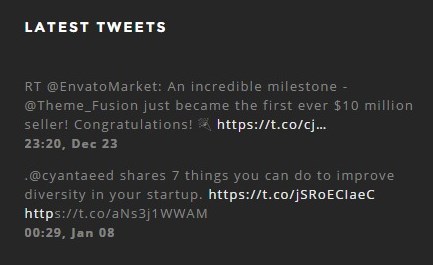 LATEST TWEETS
RT @EnvatoMarket: An incredible milestone -
@Theme_Fusion just became the first ever $10 million
seller! Congratulations! 🎉 https://t.co/cj…
23:20, Dec 23
.@cyantaeed shares 7 things you can do to improve
diversity in your startup. https://t.co/jSRoECIaeC
https://t.co/aNs3j1WWAM
00:29, Jan 08